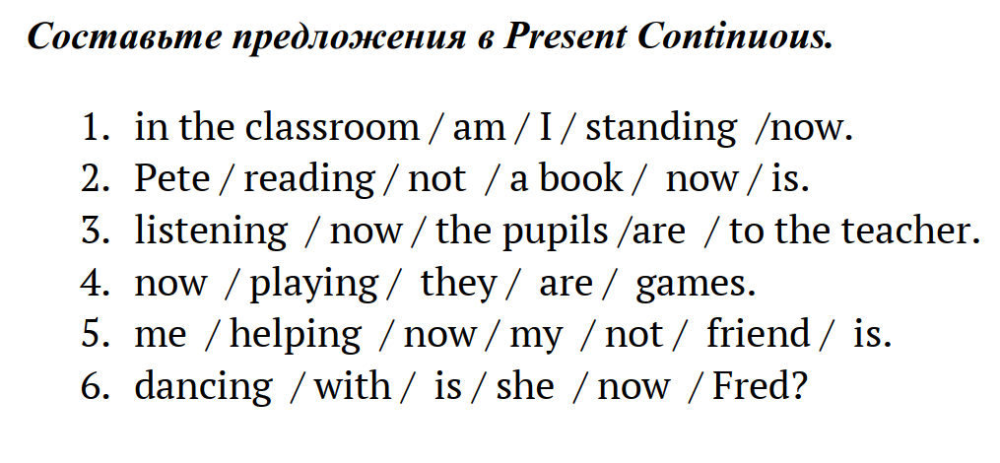 Составьте предложения в Present Continuous.
1. in the classroom / am / I / standing /now.
2. Pete / reading / not / a book / now / is.
3. listening / now / the pupils /are / to the teacher.
4. now / playing / they / are / games.
5. me / helping / now / my / not / friend / is.
6. dancing / with / is / she / now / Fred?